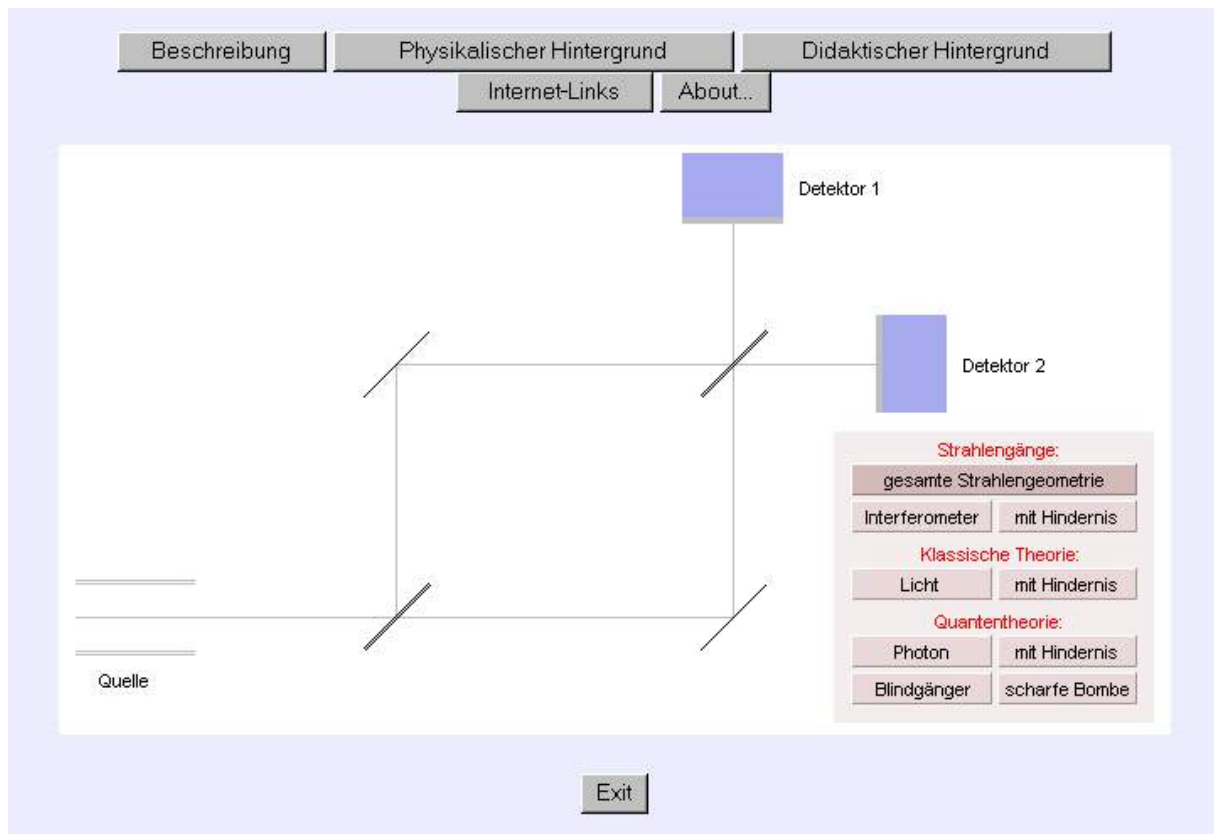 Beschreibung Physikalischer Hintergrund Didaktischer Hintergrund
Internet-Links About...
Detektor 1
Detektor 2
Strahlengänge:
gesamte Strahlengeometrie
Interferometer mit Hindernis
Klassische Theorie:
Licht mit Hindernis
Quantentheorie:
Photon mit Hindernis
Blindgänger scharfe Bombe
Quelle
Exit